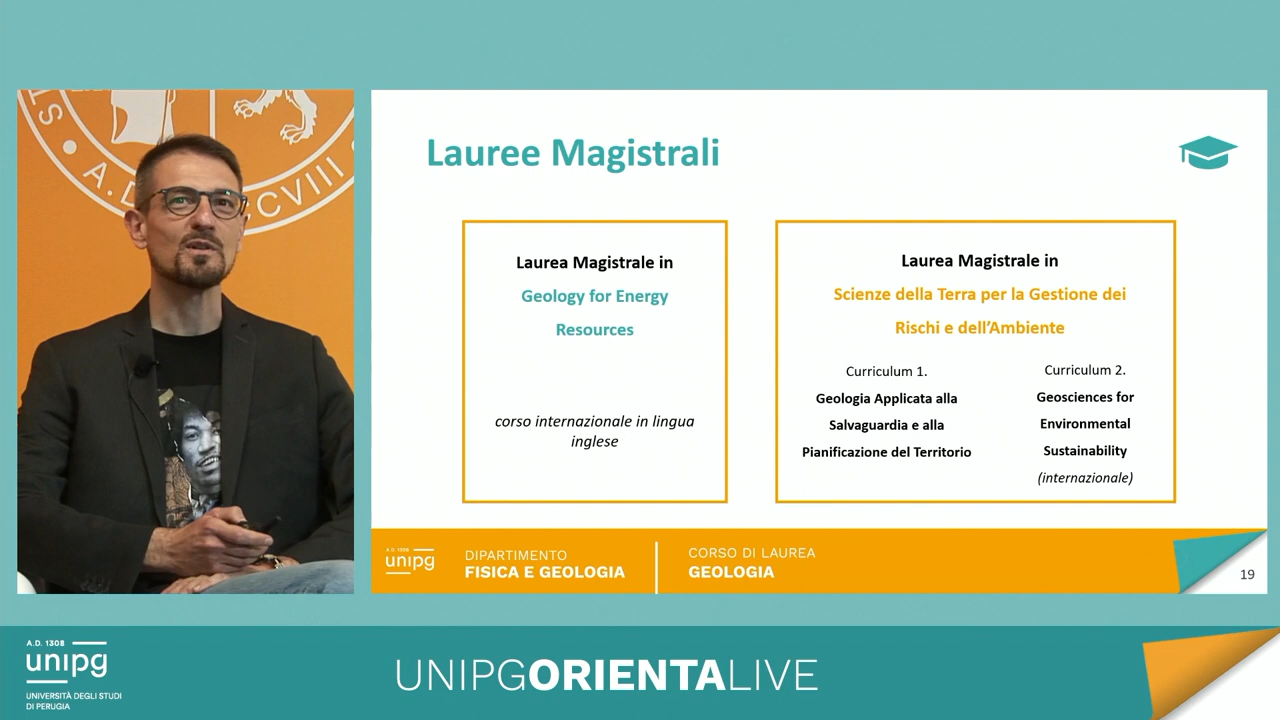 A.D.
CCVIII
Lauree Magistrali
Laurea Magistrale in
Geology for Energy
Resources
corso internazionale in lingua
inglese
Laurea Magistrale in
Scienze della Terra per la Gestione dei
Rischi e dell’Ambiente
Curriculum 1.
Geologia Applicata alla
Salvaguardia e alla
Pianificazione del Territorio
Curriculum 2.
Geosciences for
Environmental
Sustainability
(internazionale)
A.D. 1308
unipg
DIPARTIMENTO
FISICA E GEOLOGIA
CORSO DI LAUREA
GEOLOGIA
19
A.D. 1308
unipg
UNIVERSITÀ DEGLI STUDI
DI PERUGIA
UNIPGORIENTALIVE